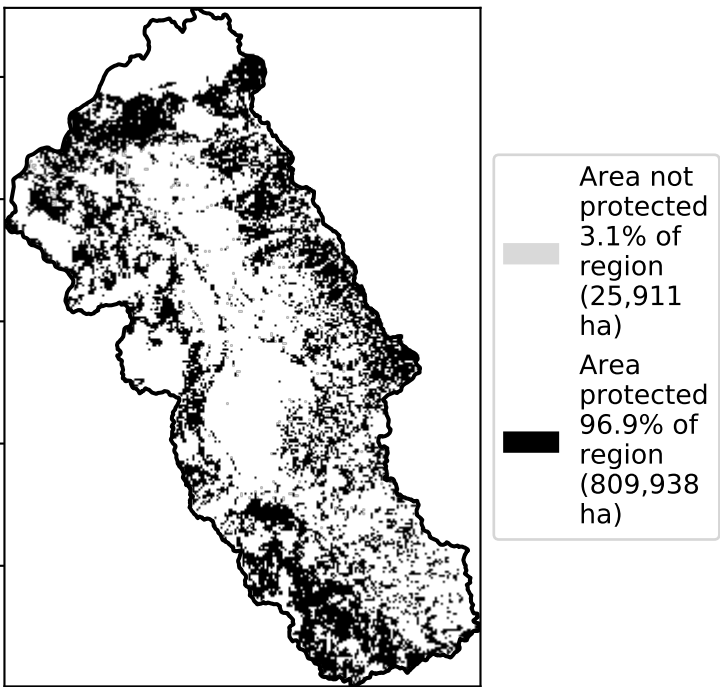 Area not
protected
3.1% of
region
(25,911
ha)
Area
protected
96.9% of
region
(809,938
ha)